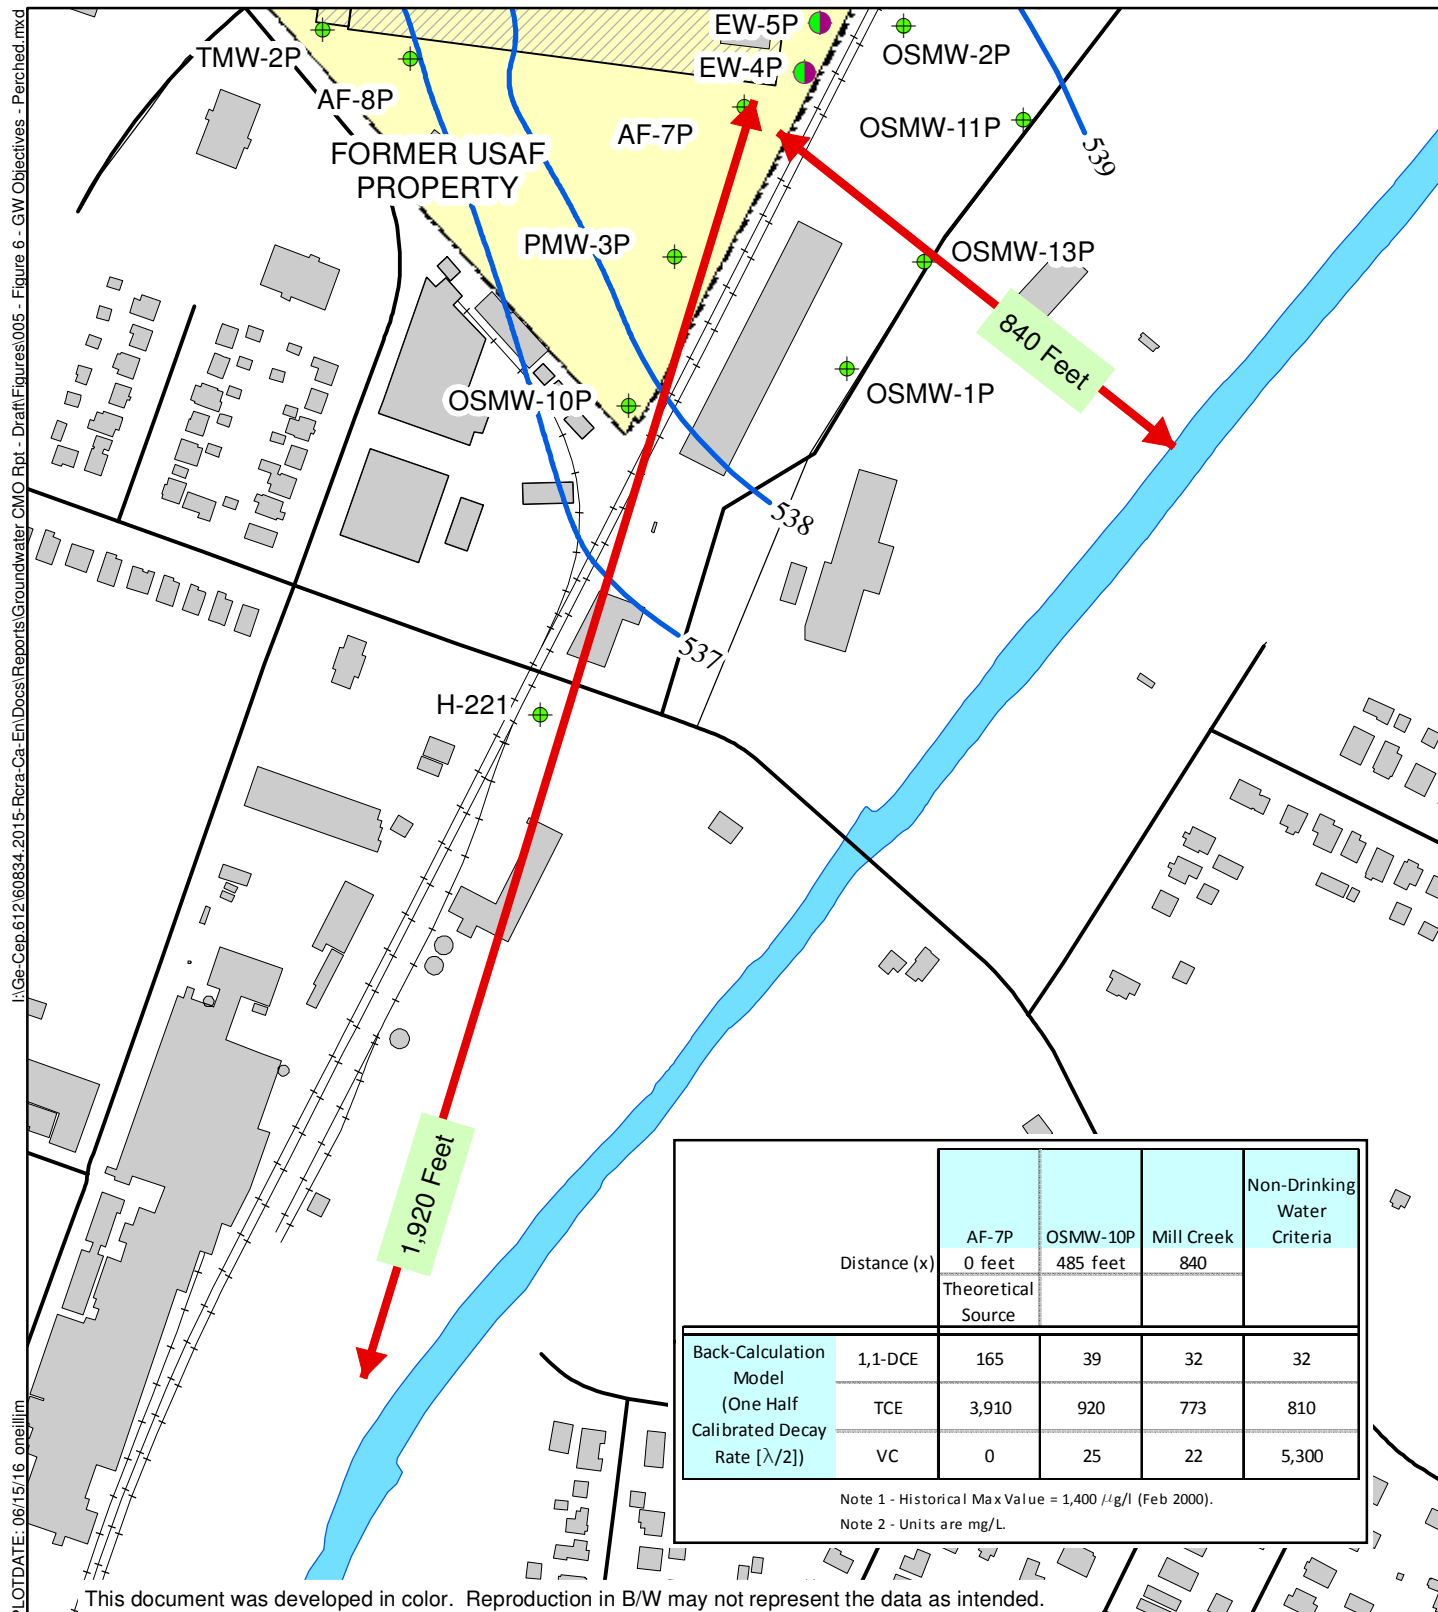 I:\Ge-Cep.612\60834.2015-Rcra-Ca-En\Docs\Reports\Groundwater CMO Rpt - Draft\Figures\005 - Figure 6 - GW Objectives - Perched.mxd
PLOTDATE: 06/15/16 oneilljm
EW-5P
TMW-2P
OSMW-2P
EW-4P
AF-8P
AF-7P
OSMW-11P
539
FORMER USAF
PROPERTY
PMW-3P
OSMW-13P
840 Feet
OSMW-10P
OSMW-1P
538
537
H-221
1,920 Feet
AF-7P OSMW-10P Mill Creek Non-Drinking
Water
Criteria
Distance (x) 0 feet 485 feet 840
Theoretical
Source
Back-Calculation
Model
(One Half
Calibrated Decay
Rate [λ/2])
1,1-DCE 165 39 32 32
TCE 3,910 920 773 810
VC 0 25 22 5,300
Note 1 - Historical Max Value = 1,400 µg/l (Feb 2000).
Note 2 - Units are mg/L.
This document was developed in color. Reproduction in B/W may not represent the data as intended.